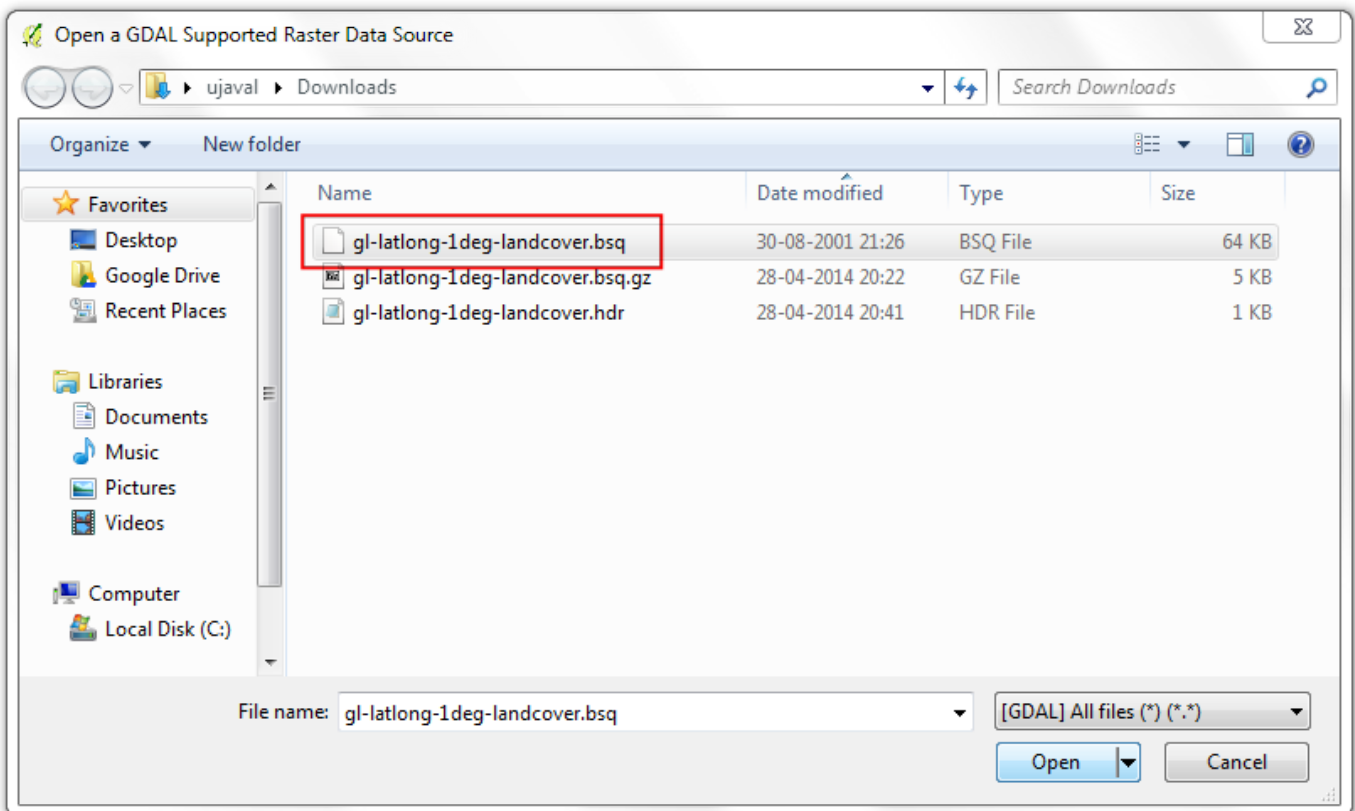 Open a GDAL Supported Raster Data Source
ujaval Downloads Search Downloads
Organize New folder
Name Date modified Type Size
Favorites
Desktop gl-latlong-1deg-landcover.bsq 30-08-2001 21:26 BSQ File 64 KB
Google Drive gl-latlong-1deg-landcover.bsq.gz 28-04-2014 20:22 GZ File 5 KB
Recent Places gl-latlong-1deg-landcover.hdr 28-04-2014 20:41 HDR File 1 KB
Libraries
Documents
Music
Pictures
Videos
Computer
Local Disk (C:)
File name: gl-latlong-1deg-landcover.bsq [GDAL] All files (*) (*.*)
Open Cancel